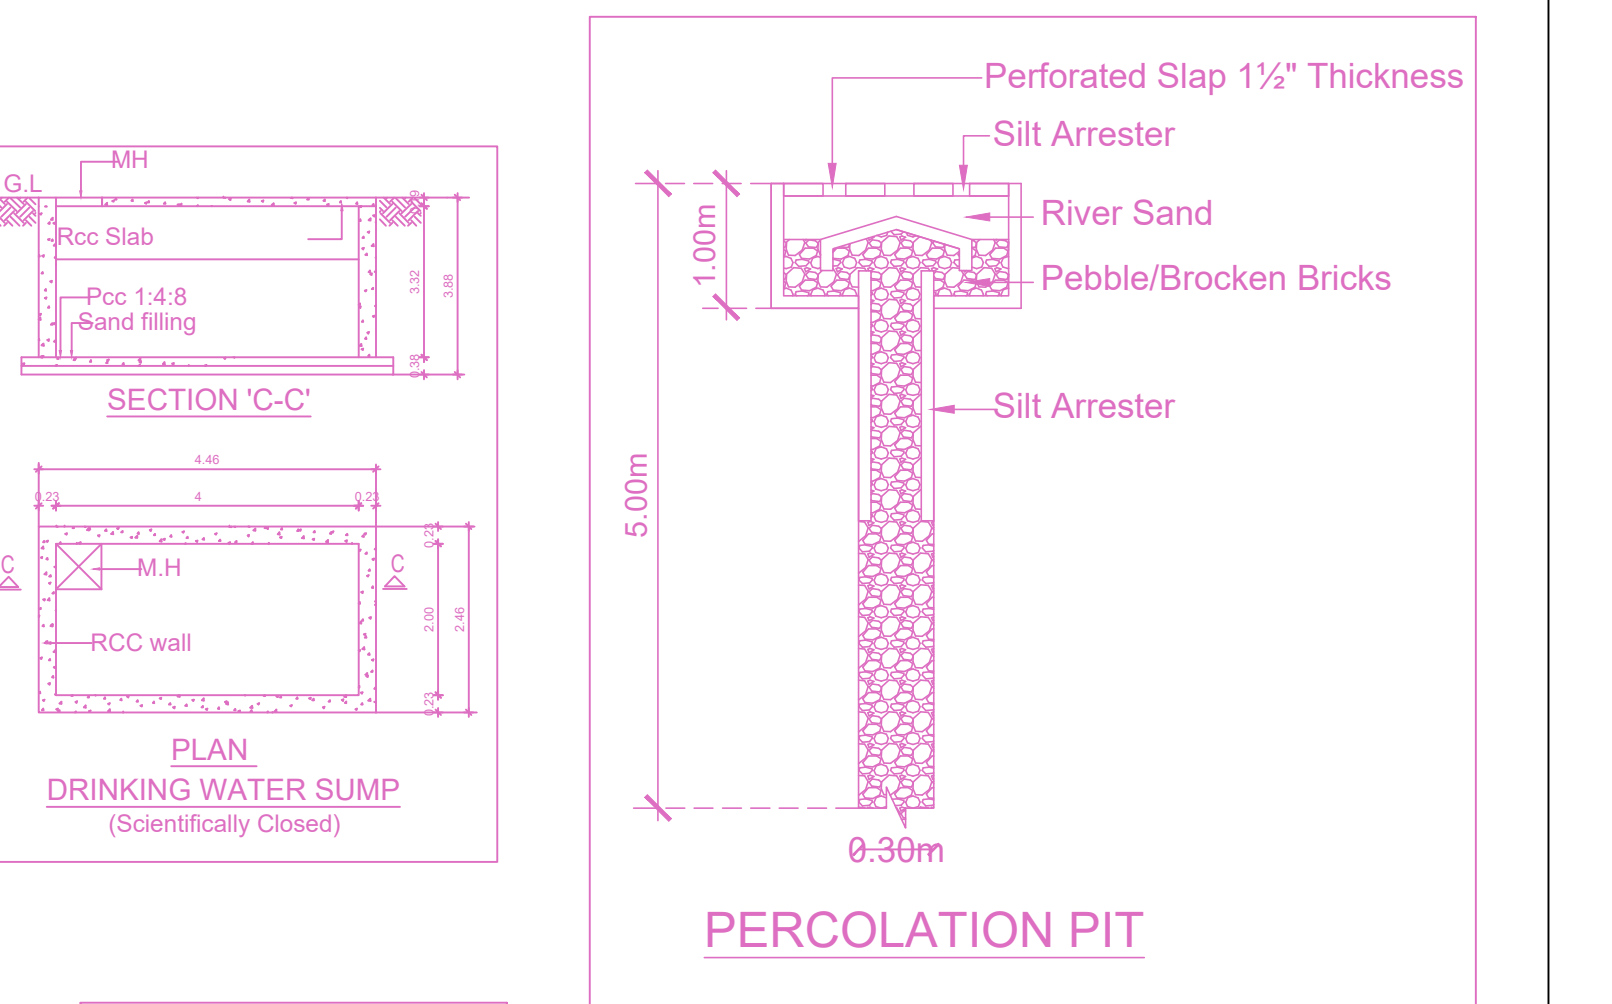 MH
G.L
Rcc Slab
Pcc 1:4:8
Sand filling
3.32
3.88
0.38
SECTION 'C-C'
4.46
0.23
4
0.23
0.23
C
M.H
C
2.00
2.46
RCC wall
0.23
PLAN
DRINKING WATER SUMP
(Scientifically Closed)
Perforated Slap 1½" Thickness
Silt Arrester
River Sand
1.00m
Pebble/Brocken Bricks
Silt Arrester
5.00m
0.30m
PERCOLATION PIT